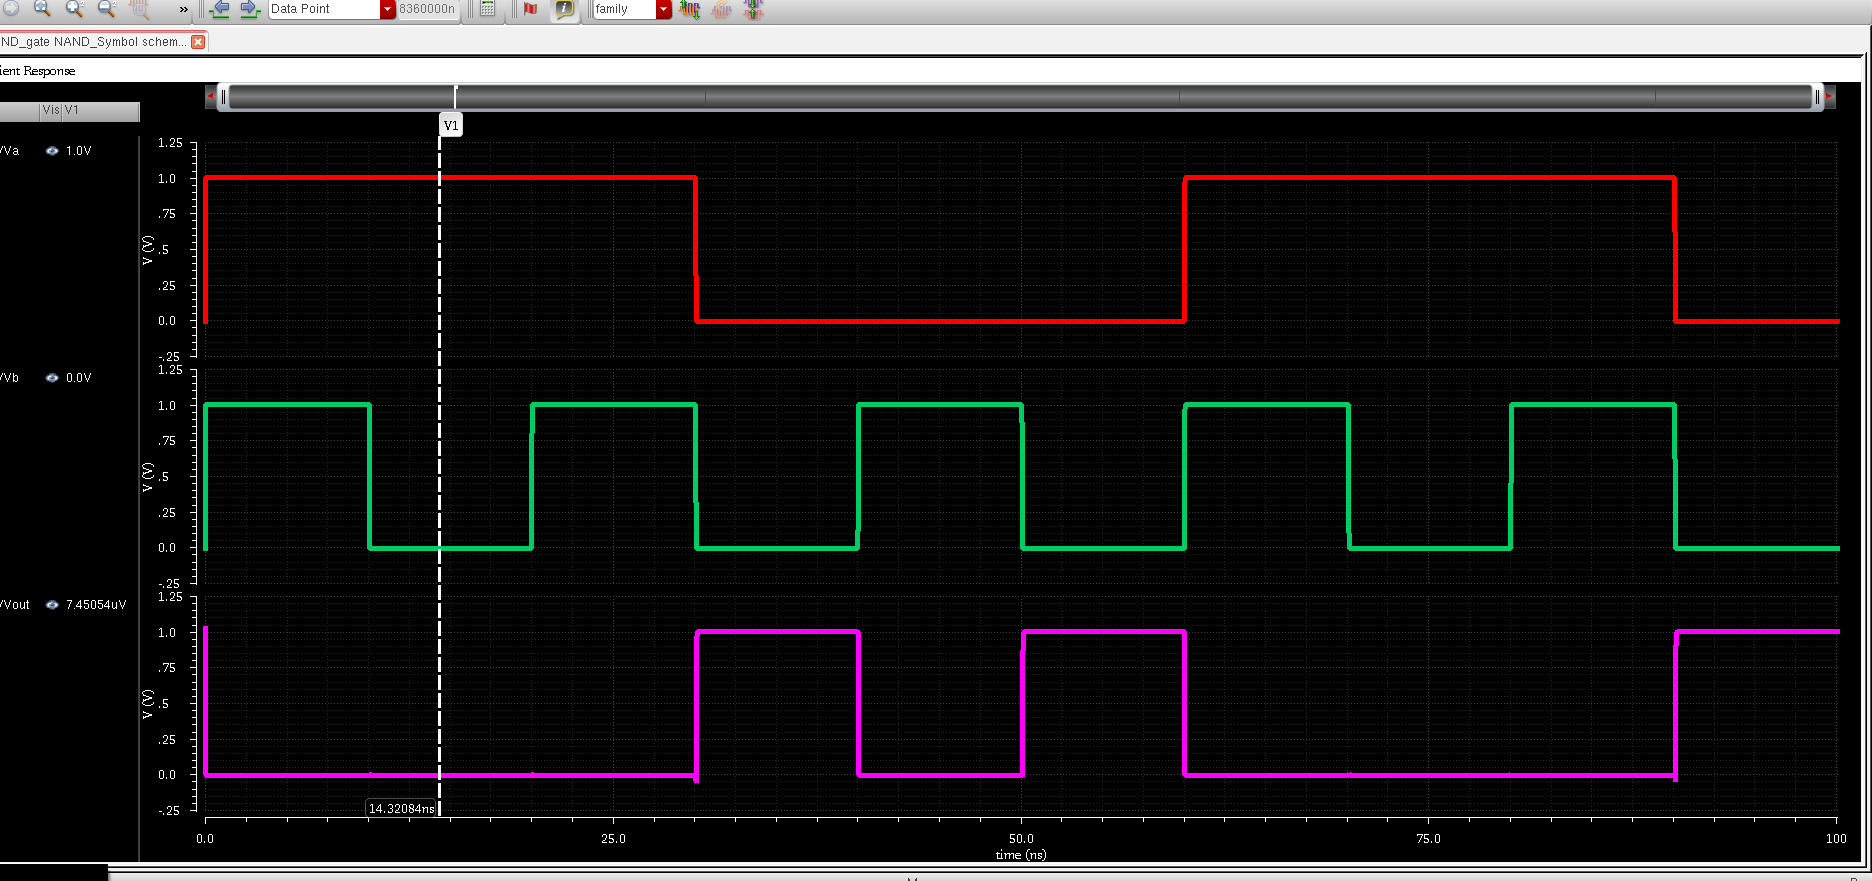 » Data Point 8360000n family
ND_gate NAND_Symbol schem...
ient Response
Vis V1
V1
/Va 1.0V
1.25
1.0
.75
.5
.25
0.0
-.25
V (V)
/Vb 0.0V
1.25
1.0
.75
.5
.25
0.0
-.25
V (V)
/Vout 7.45054uV
1.25
1.0
.75
.5
.25
0.0
-.25
V (V)
14.32084ns
0.0 25.0 50.0 75.0 100
time (ns)